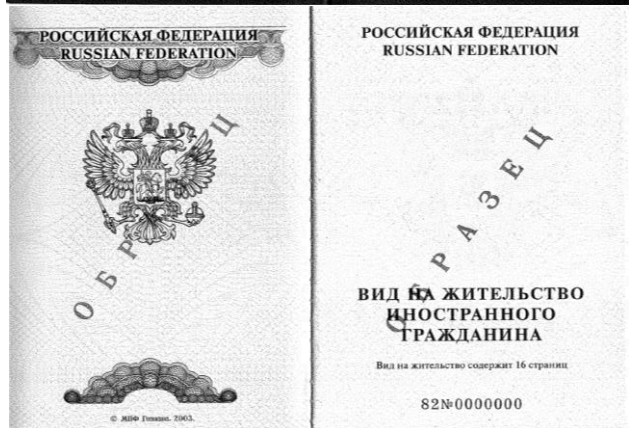 РОССИЙСКАЯ ФЕДЕРАЦИЯ
RUSSIAN FEDERATION
ОБРАЗЕЦ
© МПФ Гознак. 2003.
РОССИЙСКАЯ ФЕДЕРАЦИЯ
RUSSIAN FEDERATION
ОБРАЗЕЦ
ВИД НА ЖИТЕЛЬСТВО
ИНОСТРАННОГО
ГРАЖДАНИНА
Вид на жительство содержит 16 страниц
82№0000000